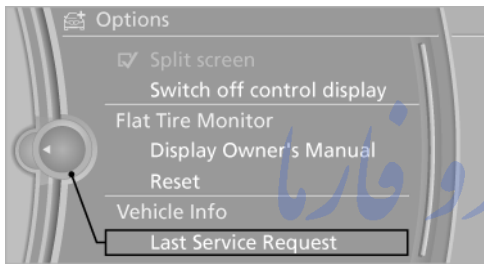 Options
Split screen
Switch off control display
Flat Tire Monitor
Display Owner's Manual
Reset
Vehicle Info
Last Service Request